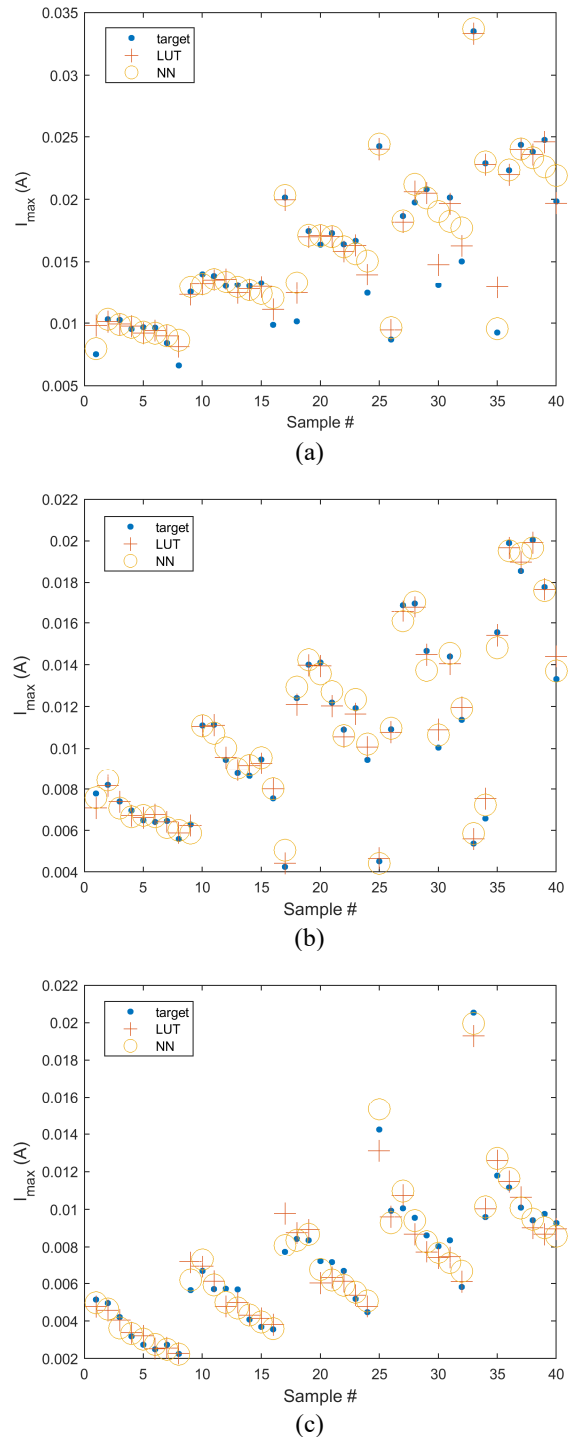 0.035
0.03
0.025
0.02
0.015
0.01
0.005
I_max (A)
target
LUT
NN
0 5 10 15 20 25 30 35 40
Sample #
(a)
0.022
0.02
0.018
0.016
0.014
0.012
0.01
0.008
0.006
0.004
I_max (A)
target
LUT
NN
0 5 10 15 20 25 30 35 40
Sample #
(b)
0.022
0.02
0.018
0.016
0.014
0.012
0.01
0.008
0.006
0.004
0.002
I_max (A)
target
LUT
NN
0 5 10 15 20 25 30 35 40
Sample #
(c)